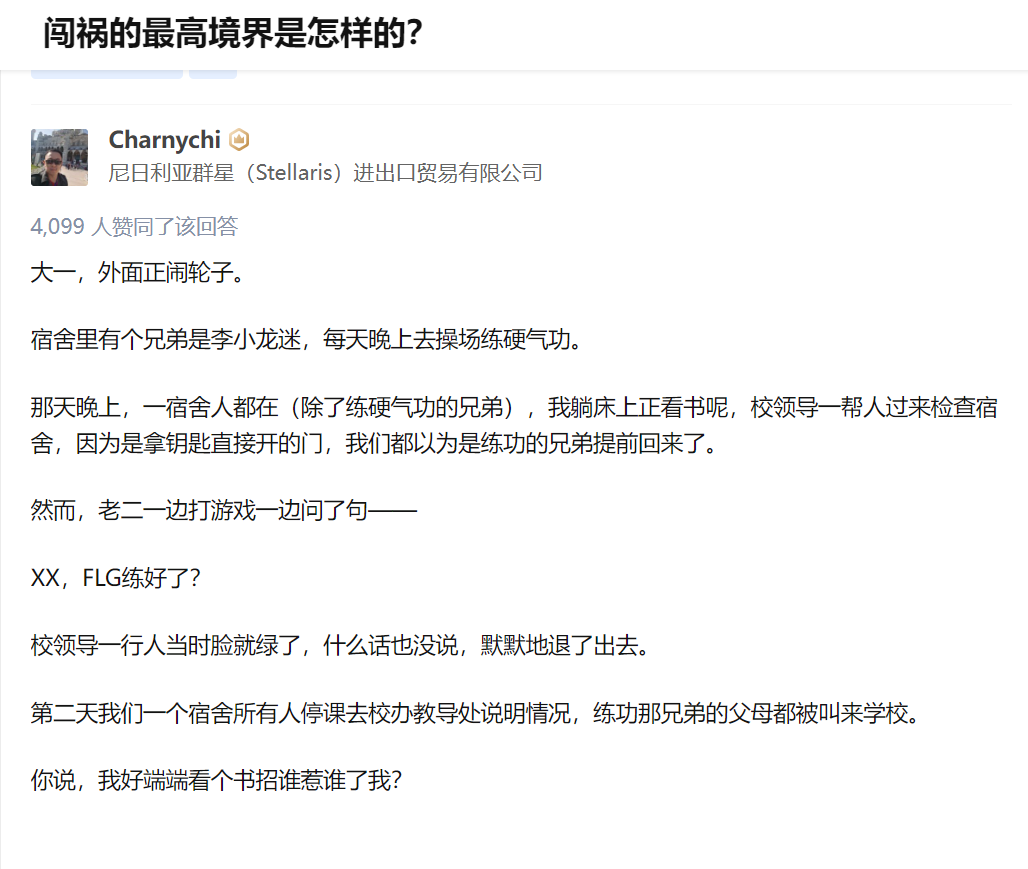 闯祸的最高境界是怎样的？
Charnychi
尼日利亚群星（Stellaris）进出口贸易有限公司
4,099 人赞同了该回答
大一，外面正闹轮子。
宿舍里有个兄弟是李小龙迷，每天晚上去操场练硬气功。
那天晚上，一宿舍人都在（除了练硬气功的兄弟），我躺床上正看书呢，校领导一帮人过来检查宿
舍，因为是拿钥匙直接开的门，我们都以为是练功的兄弟提前回来了。
然而，老二一边打游戏一边问了句——
XX，FLG练好了？
校领导一行人当时脸就绿了，什么话也没说，默默地退了出去。
第二天我们一个宿舍所有人停课去校办教导处说明情况，练功那兄弟的父母都被叫来学校。
你说，我好端端看个书招谁惹谁了我？